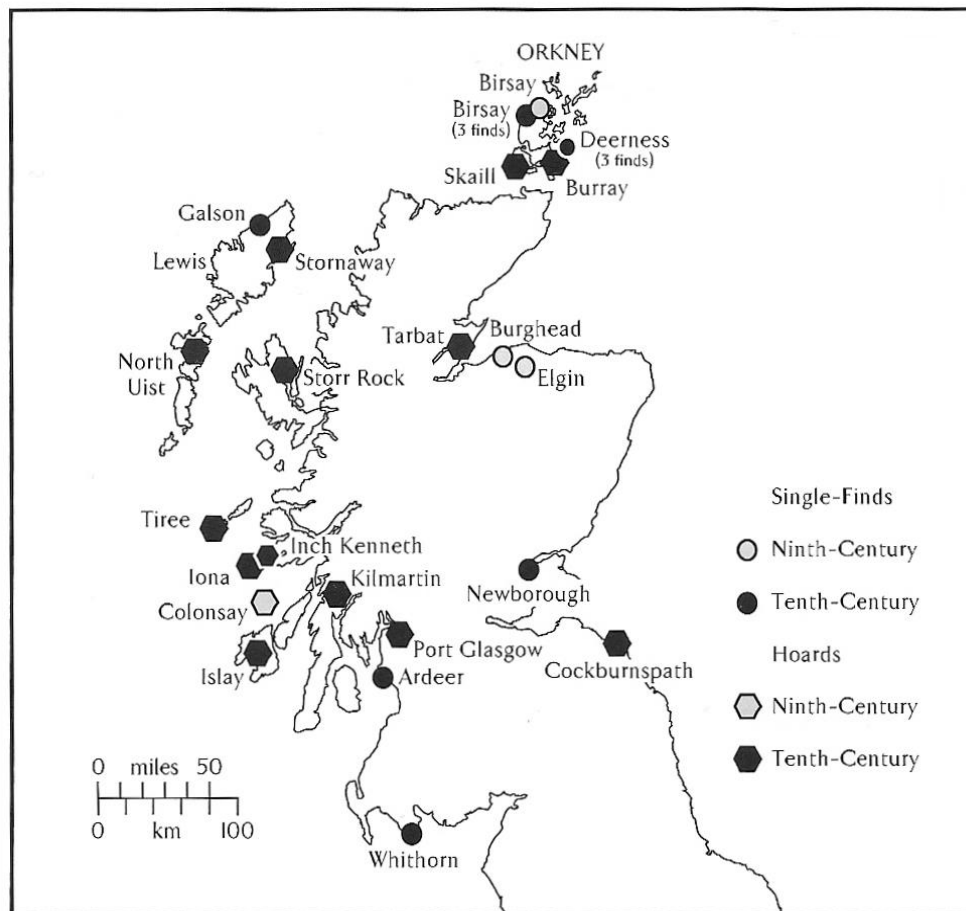 ORKNEY
Birsay
Birsay
(3 finds)
Deerness
(3 finds)
Skaill
Burray
Galson
Lewis
Stornaway
Tarbat
Burghead
North
Uist
Storr Rock
Elgin
Tiree
Inch Kenneth
Iona
Kilmartin
Colonsay
Newborough
Islay
Port Glasgow
Ardeer
Cockburnspath
Whithorn
Single-Finds
Ninth-Century
Tenth-Century
Hoards
Ninth-Century
Tenth-Century
0 miles 50
0 km 100